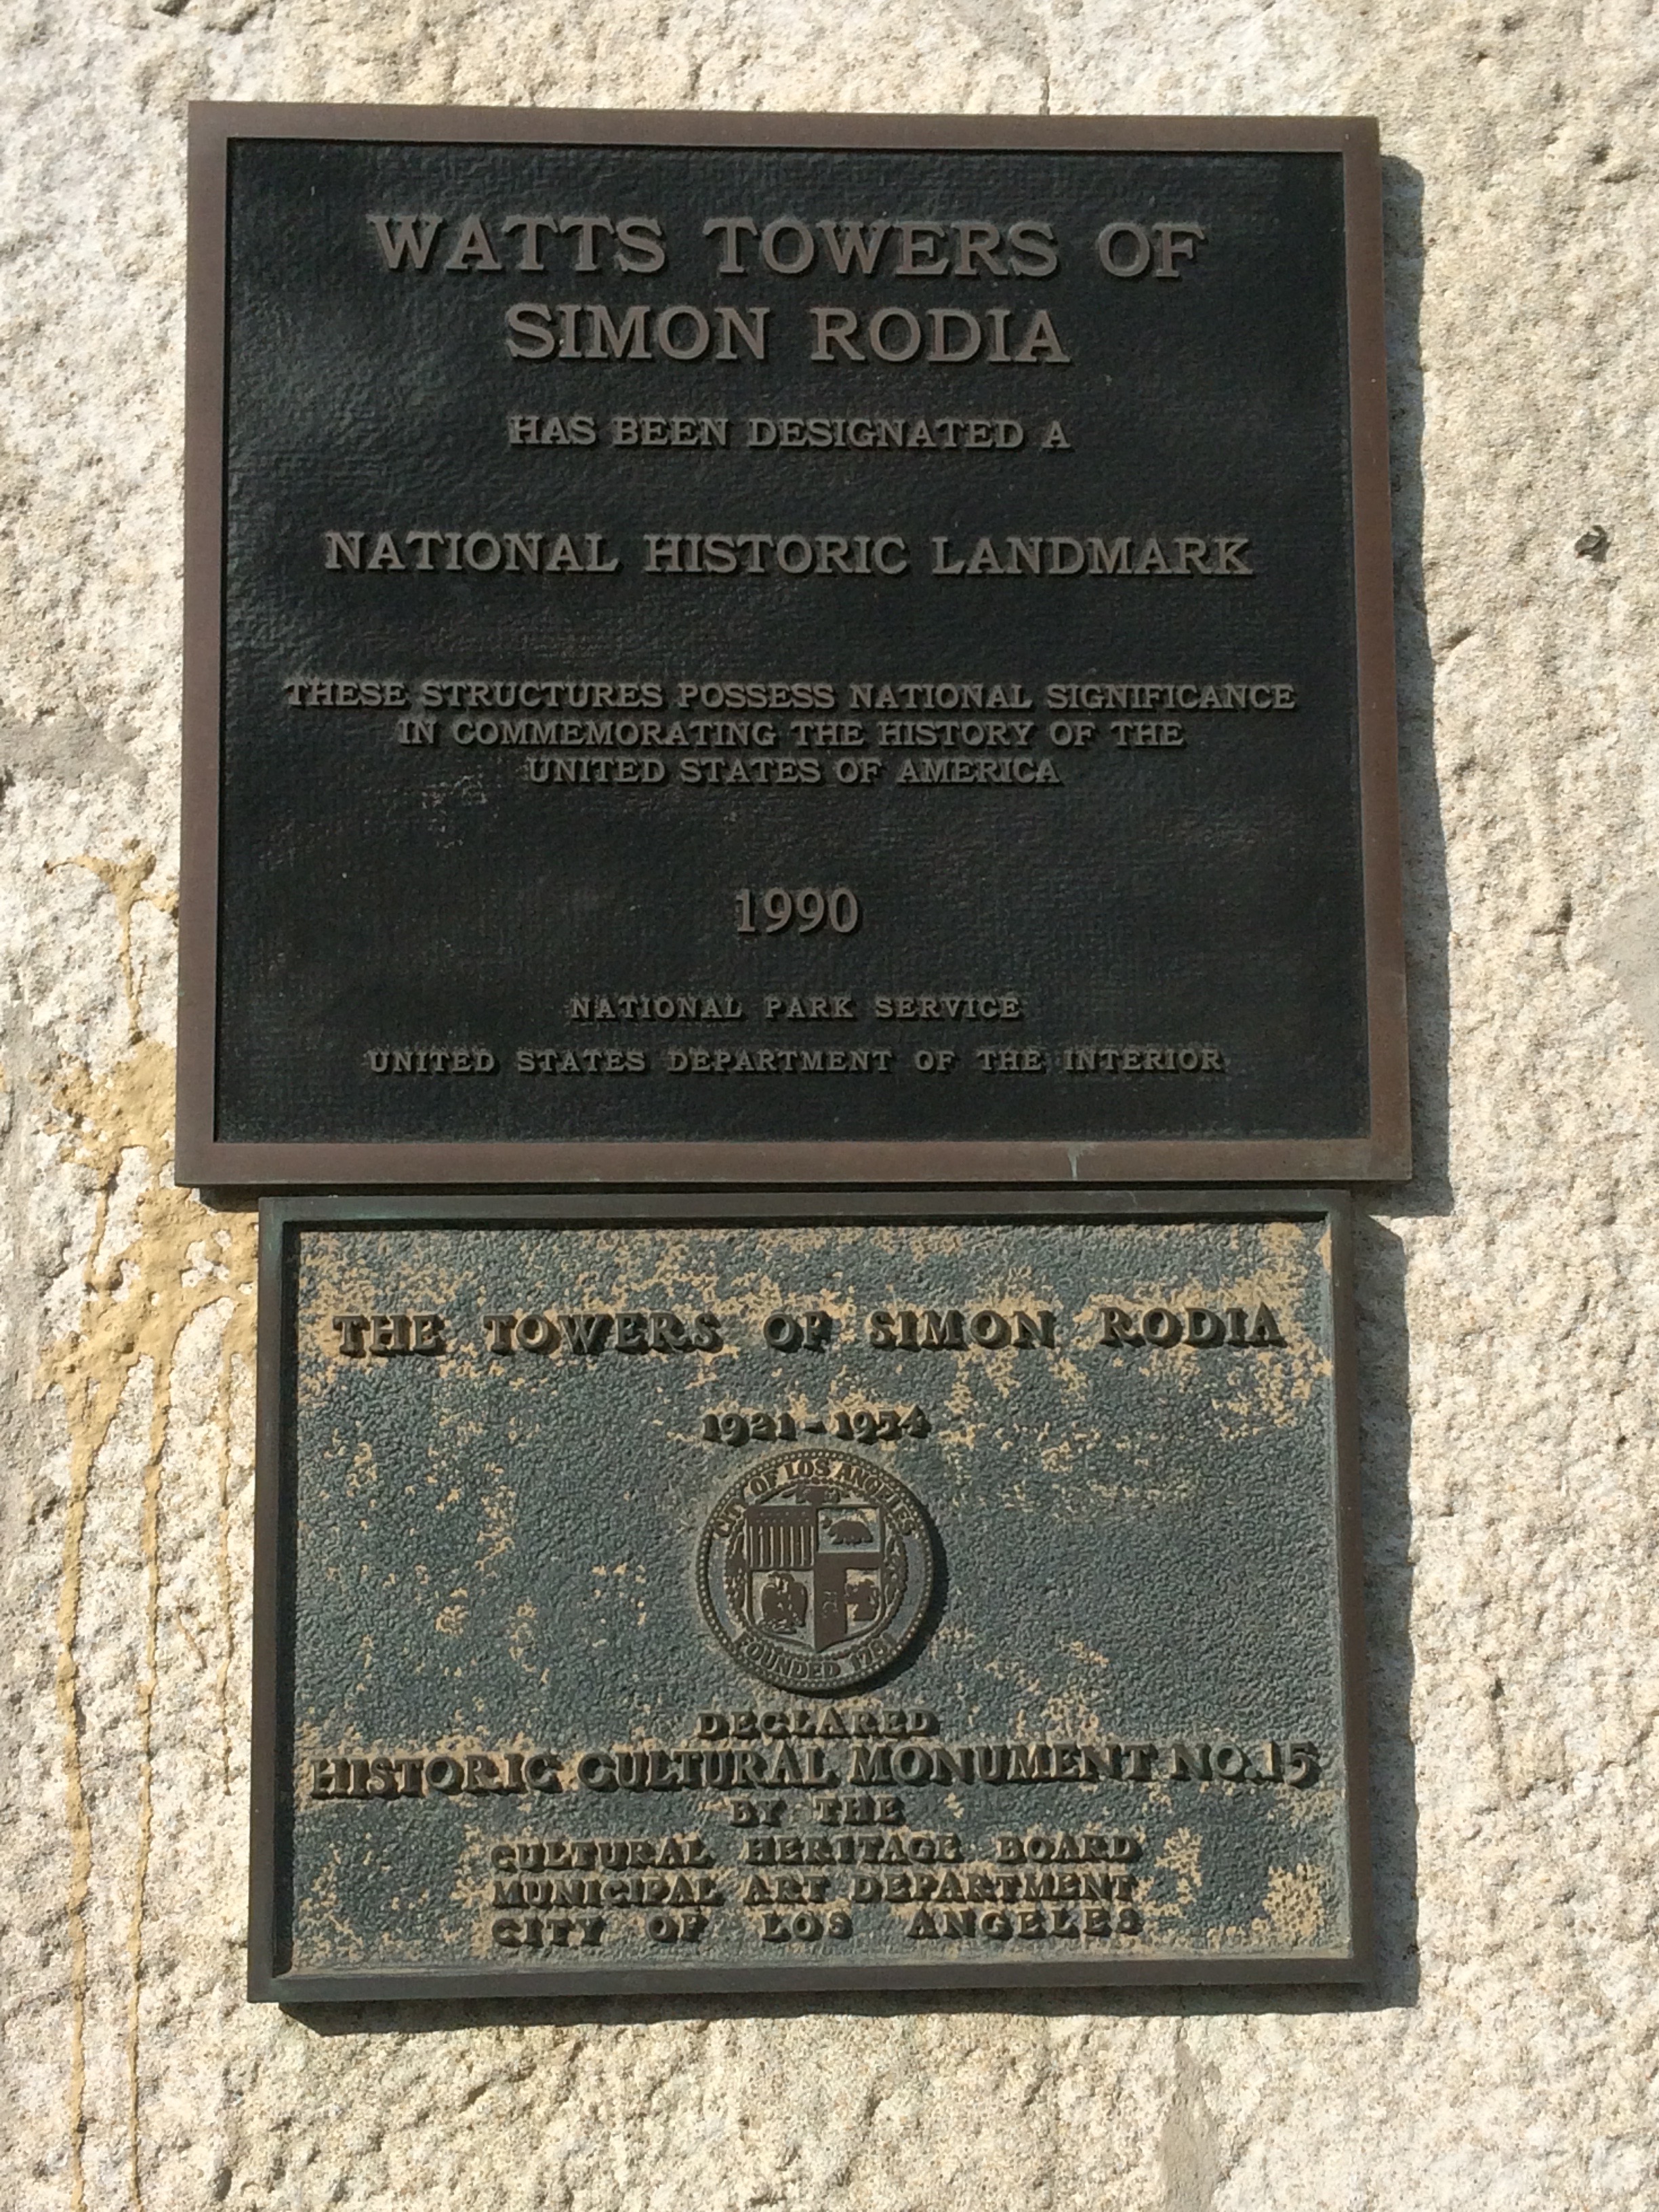 WATTS TOWERS OF
SIMON RODIA
HAS BEEN DESIGNATED A
NATIONAL HISTORIC LANDMARK
THESE STRUCTURES POSSESS NATIONAL SIGNIFICANCE
IN COMMEMORATING THE HISTORY OF THE
UNITED STATES OF AMERICA
1990
NATIONAL PARK SERVICE
UNITED STATES DEPARTMENT OF THE INTERIOR
THE TOWERS OF SIMON RODIA
1921-1954
CITY OF LOS ANGELES
FOUNDED 1781
DECLARED
HISTORIC CULTURAL MONUMENT NO.15
BY THE
CULTURAL HERITAGE BOARD
MUNICIPAL ART DEPARTMENT
CITY OF LOS ANGELES